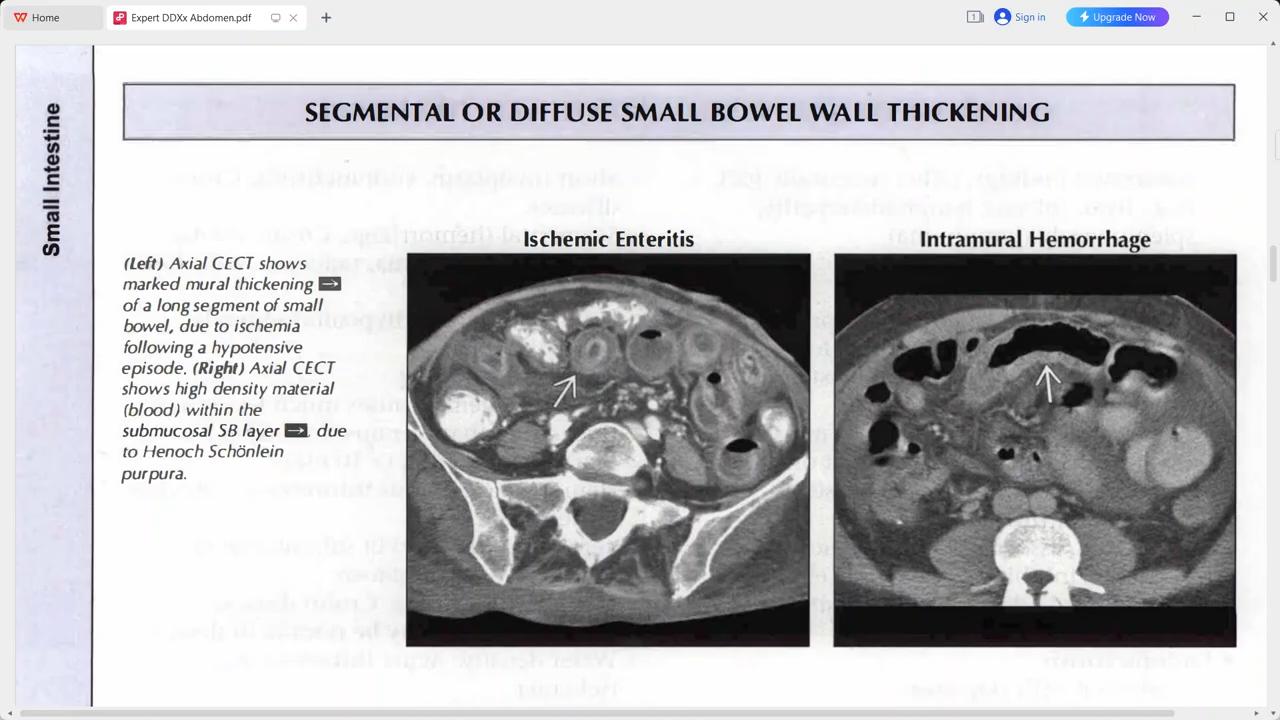 Home
Expert DDXx Abdomen.pdf
1
Sign in
Upgrade Now
Small Intestine
SEGMENTAL OR DIFFUSE SMALL BOWEL WALL THICKENING
(Left) Axial CECT shows
marked mural thickening
of a long segment of small
bowel, due to ischemia
following a hypotensive
episode. (Right) Axial CECT
shows high density material
(blood) within the
submucosal SB layer , due
to Henoch Schönlein
purpura.
Ischemic Enteritis
Intramural Hemorrhage